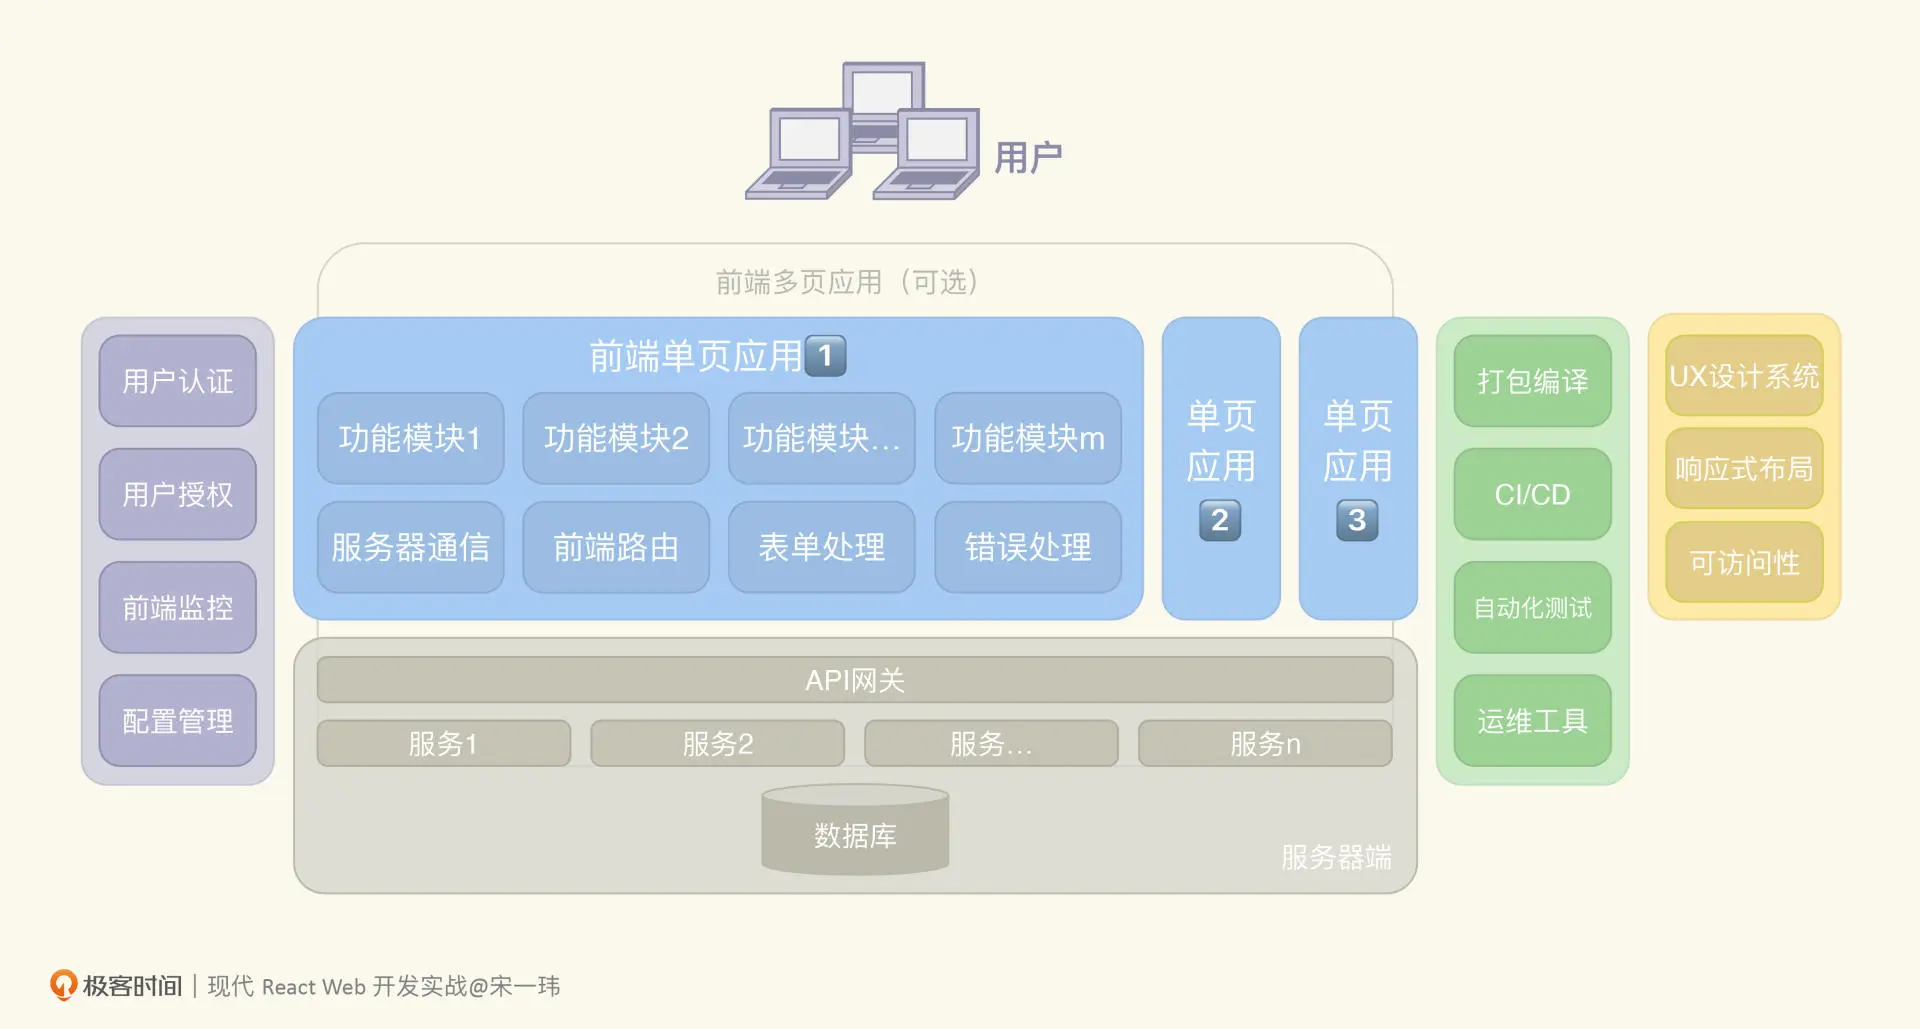 用户
前端多页应用（可选）
用户认证
用户授权
前端监控
配置管理
前端单页应用1
功能模块1
功能模块2
功能模块…
功能模块m
服务器通信
前端路由
表单处理
错误处理
单页
应用
2
单页
应用
3
打包编译
CI/CD
自动化测试
运维工具
UX设计系统
响应式布局
可访问性
API网关
服务1
服务2
服务…
服务n
数据库
服务器端
极客时间 | 现代 React Web 开发实战@宋一玮